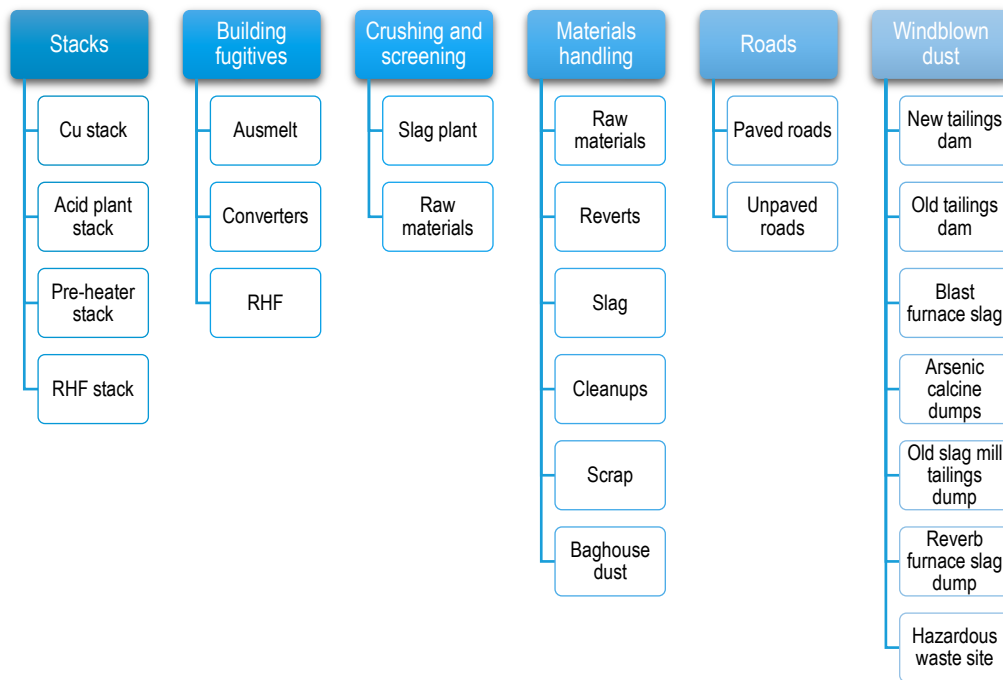 Stacks
Cu stack
Acid plant
stack
Pre-heater
stack
RHF stack
Building
fugitives
Ausmelt
Converters
RHF
Crushing and
screening
Slag plant
Raw
materials
Materials
handling
Raw
materials
Reverts
Slag
Cleanups
Scrap
Baghouse
dust
Roads
Paved roads
Unpaved
roads
Windblown
dust
New tailings
dam
Old tailings
dam
Blast
furnace slag
Arsenic
calcine
dumps
Old slag mill
tailings
dump
Reverb
furnace slag
dump
Hazardous
waste site